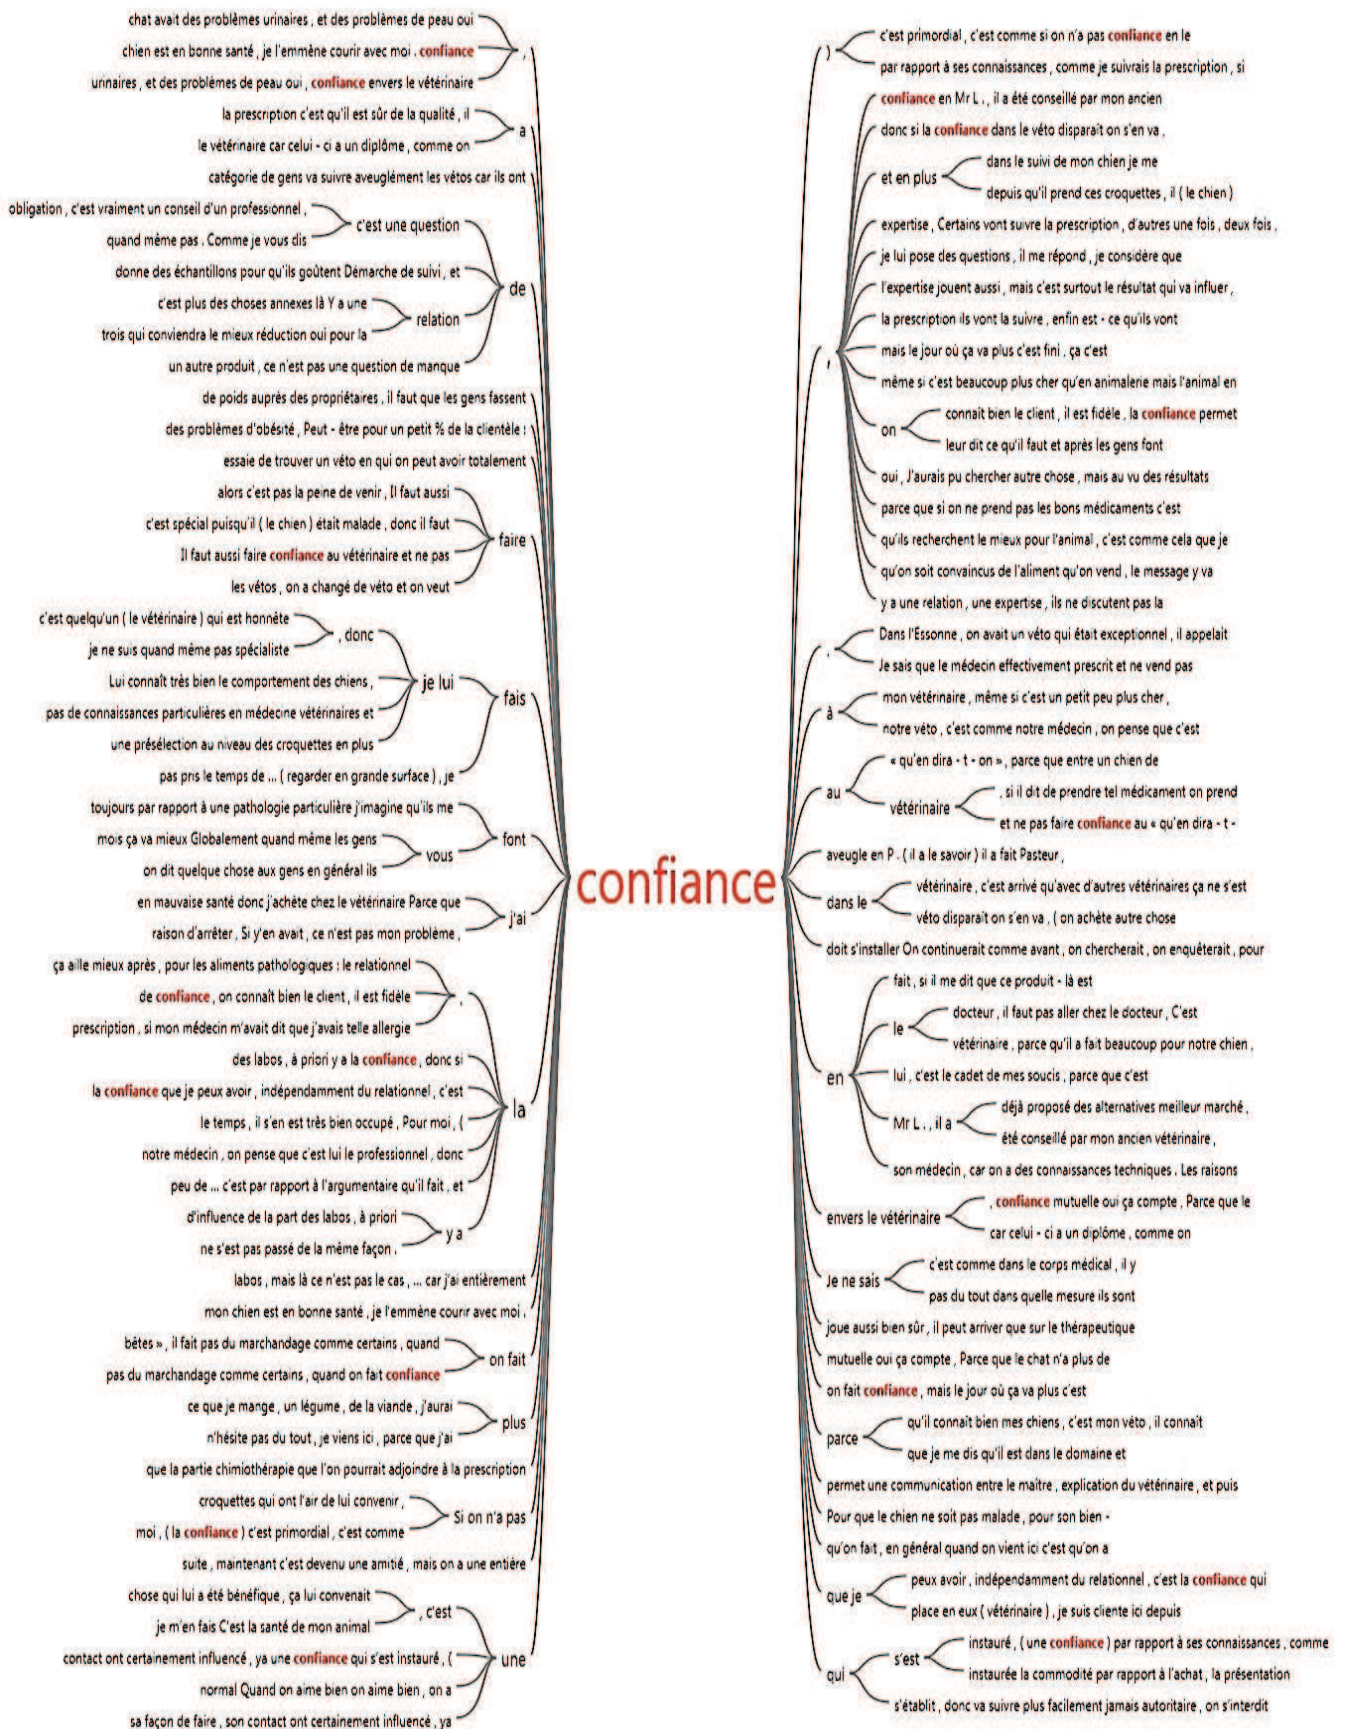 chat avait des problèmes urinaires , et des problèmes de peau oui
chien est en bonne santé , je l'emmène courir avec moi . confiance
,
urinaires , et des problèmes de peau oui , confiance envers le vétérinaire
la prescription c'est qu'il est sûr de la qualité , il
a
le vétérinaire car celui - ci a un diplôme , comme on
catégorie de gens va suivre aveuglément les vétos car ils ont
obligation , c'est vraiment un conseil d'un professionnel ,
c'est une question
quand même pas . Comme je vous dis
donne des échantillons pour qu'ils goûtent Démarche de suivi , et
de
c'est plus des choses annexes là Y a une
relation
trois qui conviendra le mieux réduction oui pour la
un autre produit , ce n'est pas une question de manque
de poids auprès des propriétaires , il faut que les gens fassent
des problèmes d'obésité , Peut - être pour un petit % de la clientèle :
essaie de trouver un véto en qui on peut avoir totalement
alors c'est pas la peine de venir , Il faut aussi
c'est spécial puisqu'il ( le chien ) était malade , donc il faut
faire
Il faut aussi faire confiance au vétérinaire et ne pas
les vétos , on a changé de véto et on veut
c'est quelqu'un ( le vétérinaire ) qui est honnête
, donc
je ne suis quand même pas spécialiste
Lui connaît très bien le comportement des chiens ,
je lui
fais
pas de connaissances particulières en médecine vétérinaires et
une présélection au niveau des croquettes en plus
pas pris le temps de ... ( regarder en grande surface ) , je
toujours par rapport à une pathologie particulière j'imagine qu'ils me
font
mois ça va mieux Globalement quand même les gens
vous
on dit quelque chose aux gens en général ils
en mauvaise santé donc j'achète chez le vétérinaire Parce que
j'ai
raison d'arrêter , Si y'en avait , ce n'est pas mon problème ,
ça aille mieux après , pour les aliments pathologiques : le relationnel
de confiance , on connaît bien le client , il est fidèle
,
prescription , si mon médecin m'avait dit que j'avais telle allergie
des labos , à priori y a la confiance , donc si
la confiance que je peux avoir , indépendamment du relationnel , c'est
la
le temps , il s'en est très bien occupé , Pour moi , (
notre médecin , on pense que c'est lui le professionnel , donc
peu de ... c'est par rapport à l'argumentaire qu'il fait , et
d'influence de la part des labos , à priori
y a
ne s'est pas passé de la même façon .
labos , mais là ce n'est pas le cas , ... car j'ai entièrement
mon chien est en bonne santé , je l'emmène courir avec moi .
bêtes » , il fait pas du marchandage comme certains , quand
on fait
pas du marchandage comme certains , quand on fait confiance
ce que je mange , un légume , de la viande , j'aurai
plus
n'hésite pas du tout , je viens ici , parce que j'ai
que la partie chimiothérapie que l'on pourrait adjoindre à la prescription
croquettes qui ont l'air de lui convenir ,
Si on n'a pas
moi , ( la confiance ) c'est primordial , c'est comme
suite , maintenant c'est devenu une amitié , mais on a une entière
chose qui lui a été bénéfique , ça lui convenait
, c'est
je m'en fais C'est la santé de mon animal
contact ont certainement influencé , ya une confiance qui s'est instauré , (
une
normal Quand on aime bien on aime bien , on a
sa façon de faire , son contact ont certainement influencé , ya
confiance
c'est primordial , c'est comme si on n'a pas confiance en le
)
par rapport à ses connaissances , comme je suivrais la prescription , si
confiance en Mr L . , il a été conseillé par mon ancien
donc si la confiance dans le véto disparaît on s'en va ,
dans le suivi de mon chien je me
et en plus
depuis qu'il prend ces croquettes , il ( le chien )
expertise , Certains vont suivre la prescription , d'autres une fois , deux fois ,
je lui pose des questions , il me répond , je considère que
l'expertise jouent aussi , mais c'est surtout le résultat qui va influer ,
la prescription ils vont la suivre , enfin est - ce qu'ils vont
,
mais le jour où ça va plus c'est fini , ça c'est
même si c'est beaucoup plus cher qu'en animalerie mais l'animal en
connaît bien le client , il est fidèle , la confiance permet
on
leur dit ce qu'il faut et après les gens font
oui , J'aurais pu chercher autre chose , mais au vu des résultats
parce que si on ne prend pas les bons médicaments c'est
qu'ils recherchent le mieux pour l'animal , c'est comme cela que je
qu'on soit convaincus de l'aliment qu'on vend , le message y va
y a une relation , une expertise , ils ne discutent pas la
Dans l'Essonne , on avait un véto qui était exceptionnel , il appelait
.
Je sais que le médecin effectivement prescrit et ne vend pas
mon vétérinaire , même si c'est un petit peu plus cher ,
à
notre véto , c'est comme notre médecin , on pense que c'est
« qu'en dira - t - on » , parce que entre un chien de
au
, si il dit de prendre tel médicament on prend
vétérinaire
et ne pas faire confiance au « qu'en dira - t -
aveugle en P . ( il a le savoir ) il a fait Pasteur ,
vétérinaire , c'est arrivé qu'avec d'autres vétérinaires ça ne s'est
dans le
véto disparaît on s'en va , ( on achète autre chose
doit s'installer On continuerait comme avant , on chercherait , on enquêterait , pour
fait , si il me dit que ce produit - là est
docteur , il faut pas aller chez le docteur , C'est
le
vétérinaire , parce qu'il a fait beaucoup pour notre chien ,
en
lui , c'est le cadet de mes soucis , parce que c'est
déjà proposé des alternatives meilleur marché ,
Mr L . , il a
été conseillé par mon ancien vétérinaire ,
son médecin , car on a des connaissances techniques . Les raisons
, confiance mutuelle oui ça compte , Parce que le
envers le vétérinaire
car celui - ci a un diplôme , comme on
c'est comme dans le corps médical , il y
Je ne sais
pas du tout dans quelle mesure ils sont
joue aussi bien sûr , il peut arriver que sur le thérapeutique
mutuelle oui ça compte , Parce que le chat n'a plus de
on fait confiance , mais le jour où ça va plus c'est
qu'il connaît bien mes chiens , c'est mon véto , il connaît
parce
que je me dis qu'il est dans le domaine et
permet une communication entre le maître , explication du vétérinaire , et puis
Pour que le chien ne soit pas malade , pour son bien -
qu'on fait , en général quand on vient ici c'est qu'on a
peux avoir , indépendamment du relationnel , c'est la confiance qui
que je
place en eux ( vétérinaire ) , je suis cliente ici depuis
instauré , ( une confiance ) par rapport à ses connaissances , comme
s'est
qui
instaurée la commodité par rapport à l'achat , la présentation
s'établit , donc va suivre plus facilement jamais autoritaire , on s'interdit